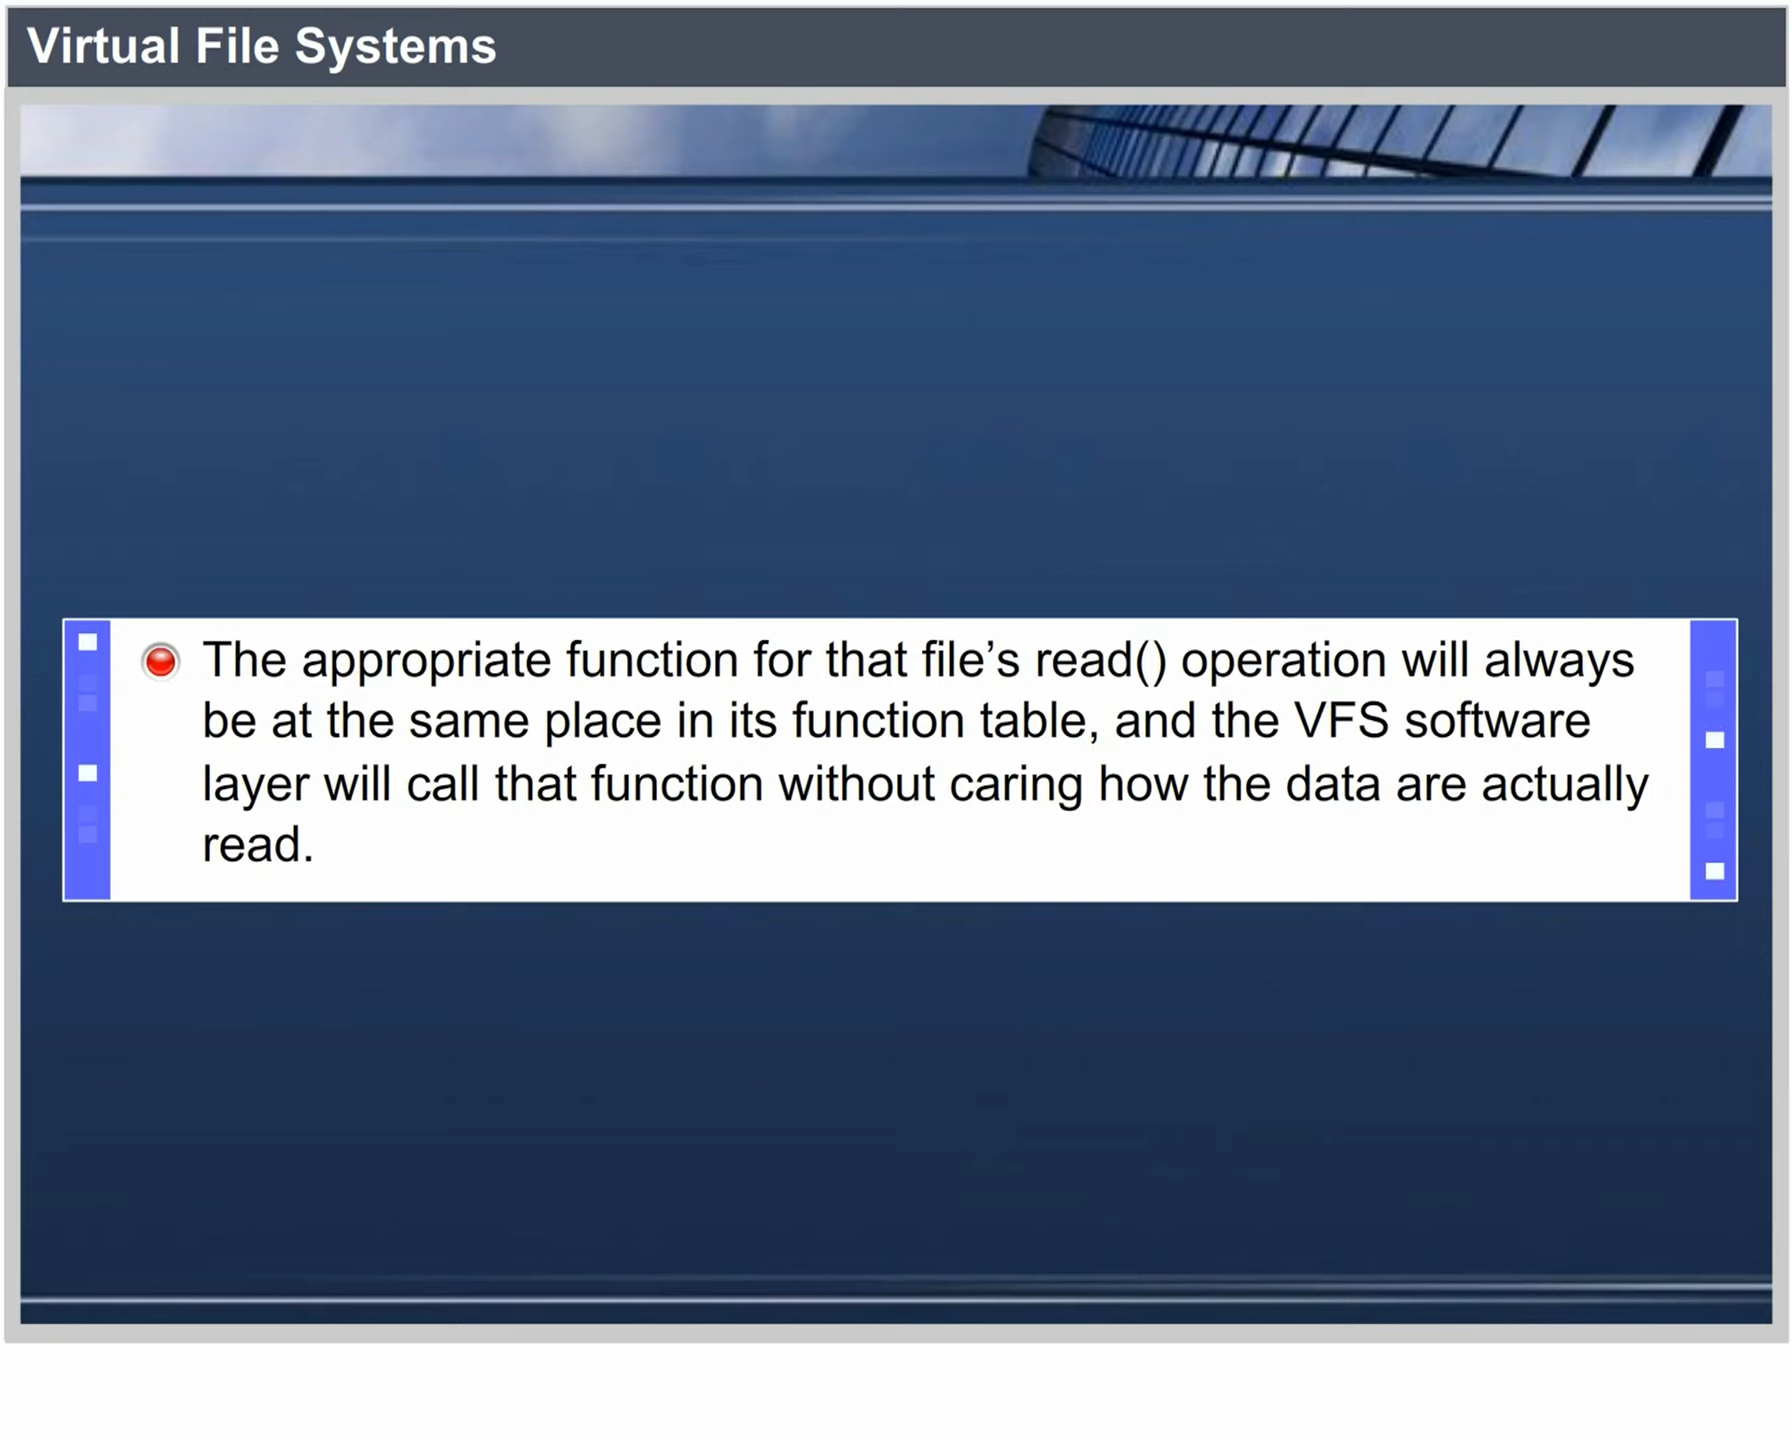 Virtual File Systems
The appropriate function for that file’s read() operation will always
be at the same place in its function table, and the VFS software
layer will call that function without caring how the data are actually
read.